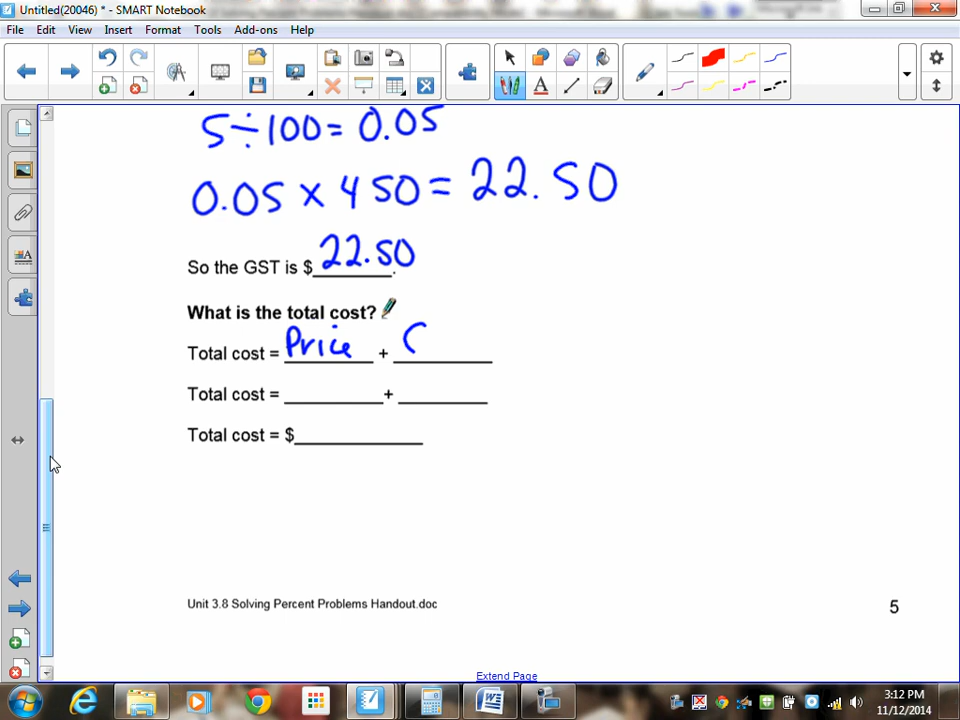 Untitled(20046) * - SMART Notebook
File Edit View Insert Format Tools Add-ons Help
5 ÷ 100 = 0.05
0.05 x 450 = 22.50
So the GST is $ 22.50.
What is the total cost?
Total cost = Price + (
Total cost = ________ + ________
Total cost = $________
Unit 3.8 Solving Percent Problems Handout.doc
5
Extend Page
3:12 PM
11/12/2014